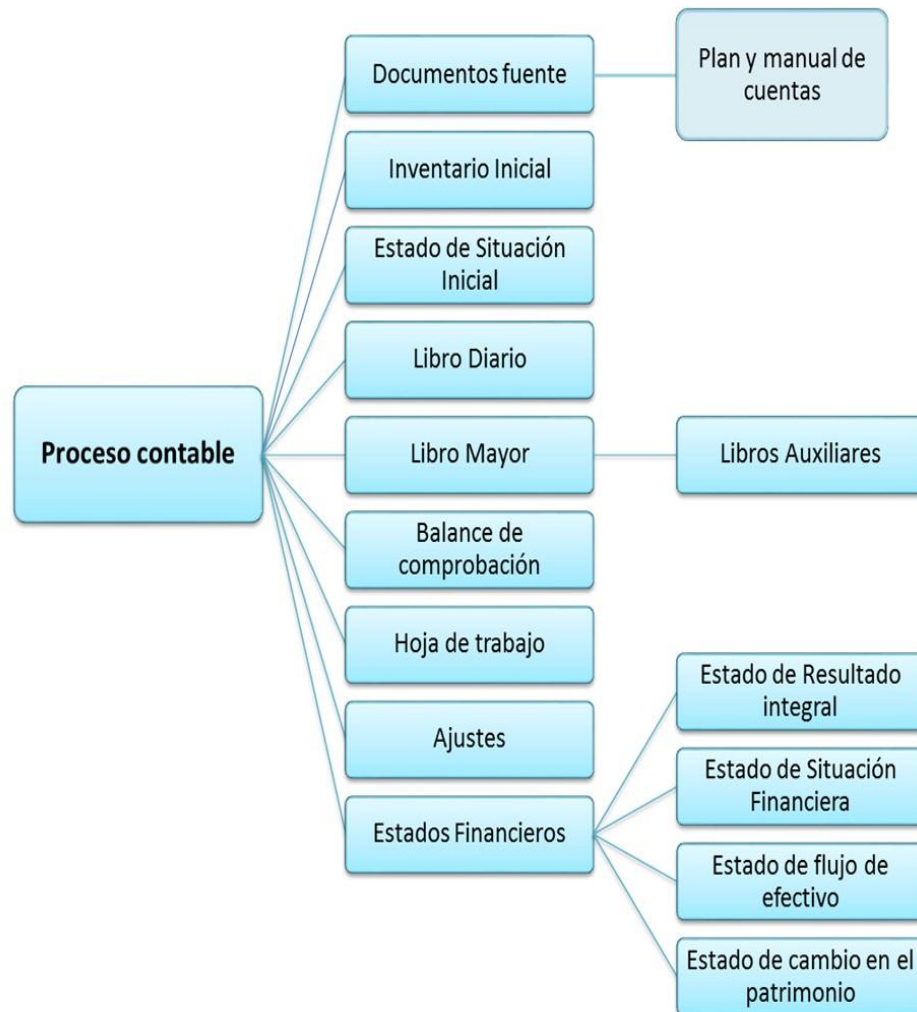 Documentos fuente
Plan y manual de
cuentas
Inventario Inicial
Estado de Situación
Inicial
Libro Diario
Proceso contable
Libro Mayor
Libros Auxiliares
Balance de
comprobación
Hoja de trabajo
Ajustes
Estados Financieros
Estado de Resultado
integral
Estado de Situación
Financiera
Estado de flujo de
efectivo
Estado de cambio en el
patrimonio